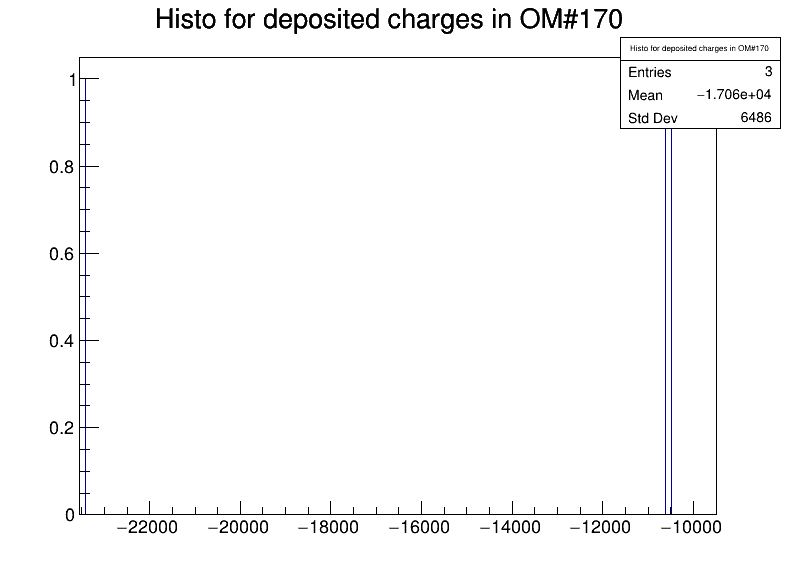 Histo for deposited charges in OM#170
Histo for deposited charges in OM#170
Entries 3
Mean −1.706e+04
Std Dev 6486
1
0.8
0.6
0.4
0.2
0
−22000 −20000 −18000 −16000 −14000 −12000 −10000